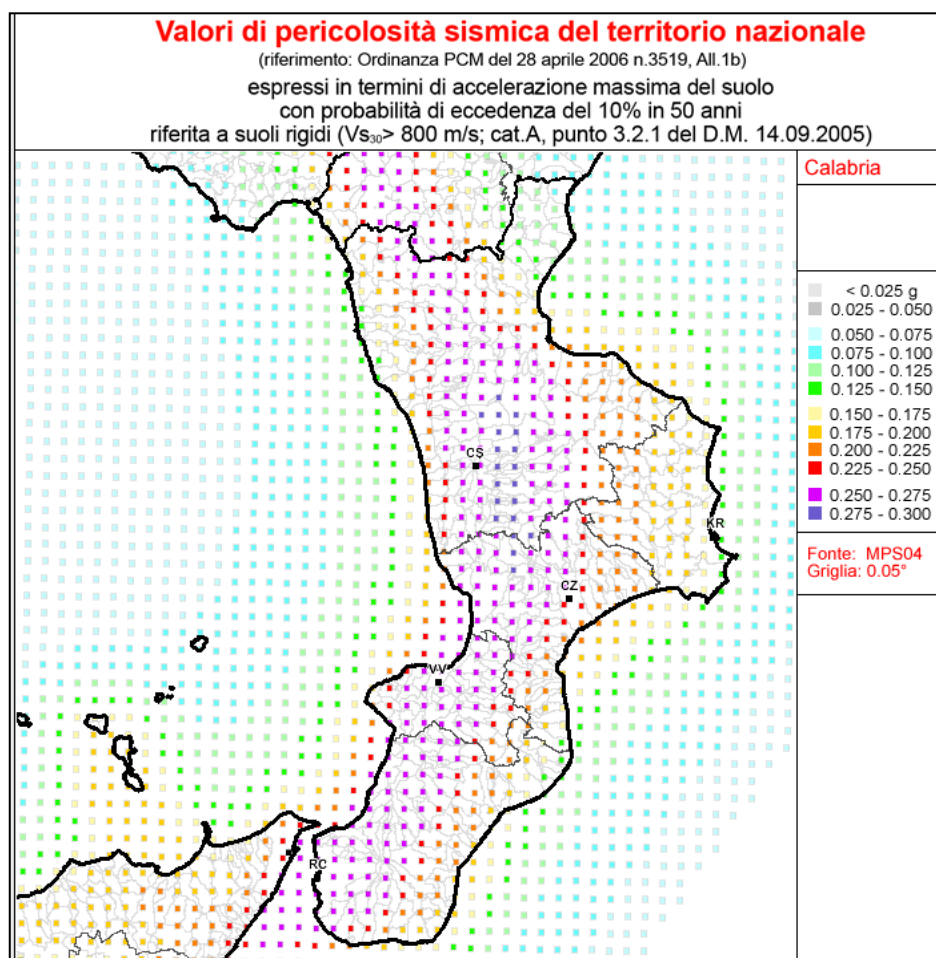 Valori di pericolosità sismica del territorio nazionale
(riferimento: Ordinanza PCM del 28 aprile 2006 n.3519, All.1b)
espressi in termini di accelerazione massima del suolo
con probabilità di eccedenza del 10% in 50 anni
riferita a suoli rigidi (Vs₃₀> 800 m/s; cat.A, punto 3.2.1 del D.M. 14.09.2005)
Calabria
< 0.025 g
0.025 - 0.050
0.050 - 0.075
0.075 - 0.100
0.100 - 0.125
0.125 - 0.150
0.150 - 0.175
0.175 - 0.200
0.200 - 0.225
0.225 - 0.250
0.250 - 0.275
0.275 - 0.300
Fonte: MPS04
Griglia: 0.05°
CS
KR
CZ
VV
RC